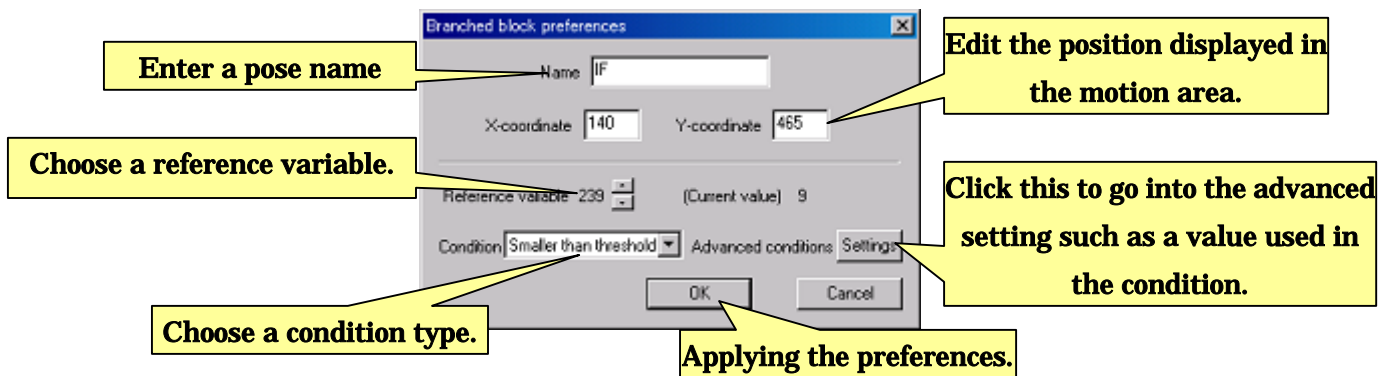 Branched block preferences
Enter a pose name
Name IF
Edit the position displayed in
the motion area.
X-coordinate 140 Y-coordinate 465
Choose a reference variable.
Reference variable 239 (Current value) 9
Click this to go into the advanced
setting such as a value used in
the condition.
Condition Smaller than threshold Advanced conditions Settings
OK Cancel
Choose a condition type.
Applying the preferences.